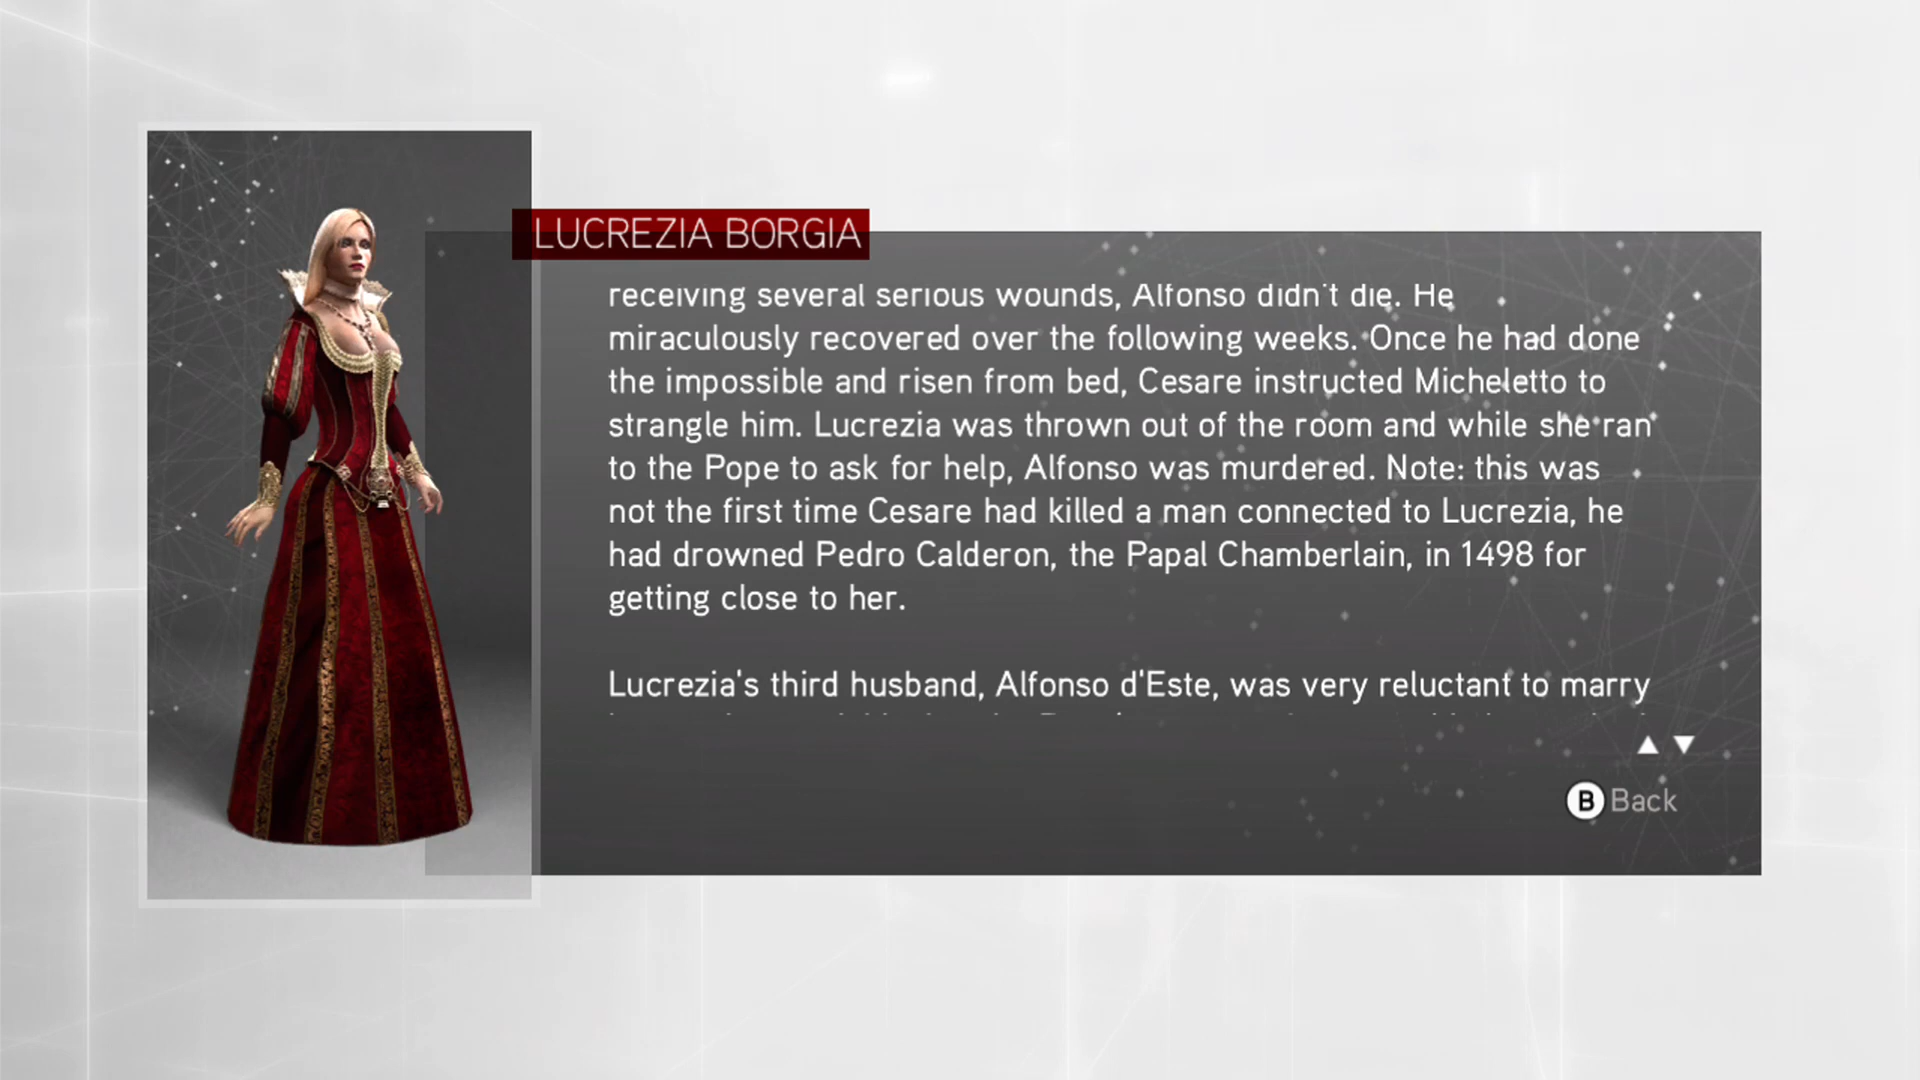 LUCREZIA BORGIA
receiving several serious wounds, Alfonso didn't die. He
miraculously recovered over the following weeks. Once he had done
the impossible and risen from bed, Cesare instructed Micheletto to
strangle him. Lucrezia was thrown out of the room and while she ran
to the Pope to ask for help, Alfonso was murdered. Note: this was
not the first time Cesare had killed a man connected to Lucrezia, he
had drowned Pedro Calderon, the Papal Chamberlain, in 1498 for
getting close to her.
Lucrezia's third husband, Alfonso d'Este, was very reluctant to marry
B Back